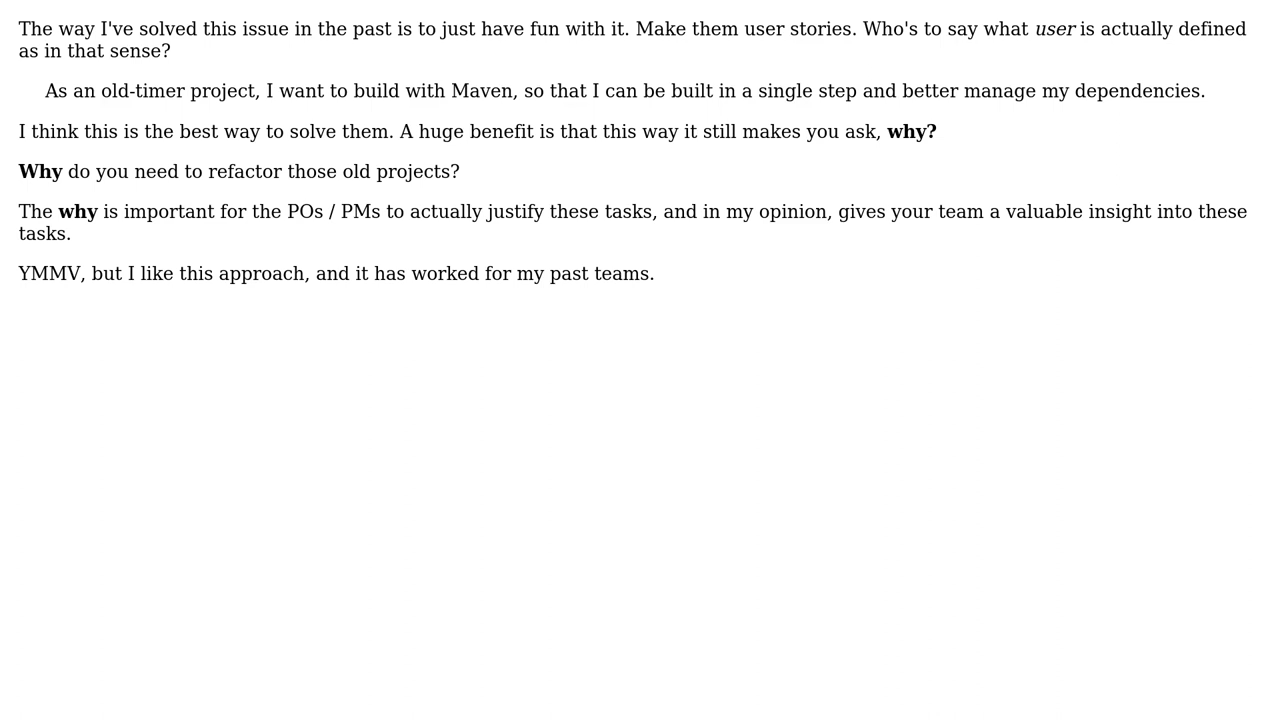 The way I've solved this issue in the past is to just have fun with it. Make them user stories. Who's to say what user is actually defined
as in that sense?
As an old-timer project, I want to build with Maven, so that I can be built in a single step and better manage my dependencies.
I think this is the best way to solve them. A huge benefit is that this way it still makes you ask, why?
Why do you need to refactor those old projects?
The why is important for the POs / PMs to actually justify these tasks, and in my opinion, gives your team a valuable insight into these
tasks.
YMMV, but I like this approach, and it has worked for my past teams.